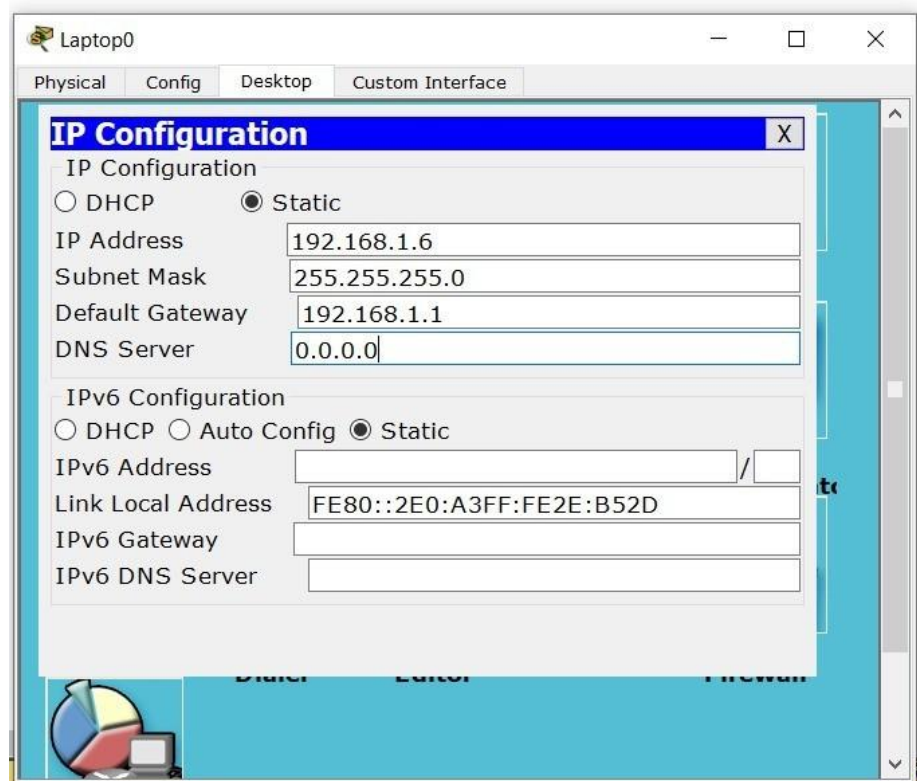 Laptop0
Physical Config Desktop Custom Interface
IP Configuration X
IP Configuration
DHCP Static
IP Address 192.168.1.6
Subnet Mask 255.255.255.0
Default Gateway 192.168.1.1
DNS Server 0.0.0.0
IPv6 Configuration
DHCP Auto Config Static
IPv6 Address /
Link Local Address FE80::2E0:A3FF:FE2E:B52D
IPv6 Gateway
IPv6 DNS Server
Dialer Editor Firewall